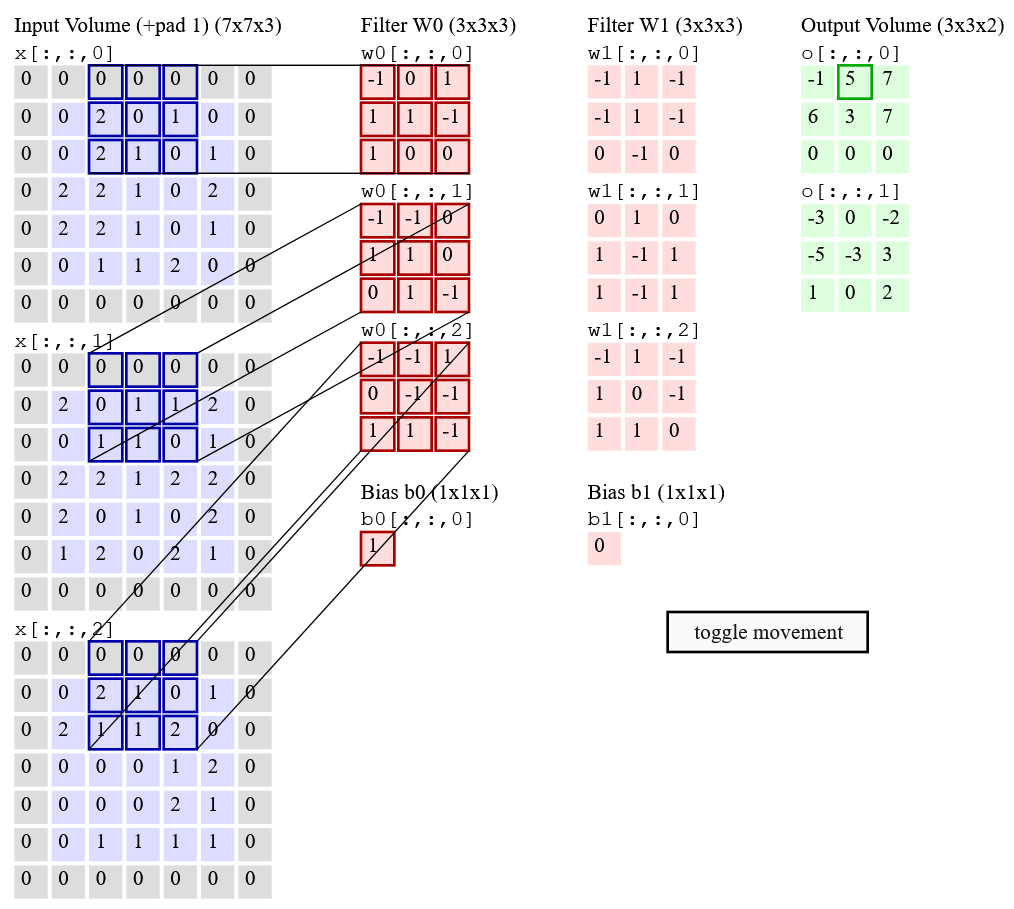 Input Volume (+pad 1) (7x7x3)
x[:,:,0]
0 0 0 0 0 0 0
0 0 2 0 1 0 0
0 0 2 1 0 1 0
0 2 2 1 0 2 0
0 2 2 1 0 1 0
0 0 1 1 2 0 0
0 0 0 0 0 0 0
x[:,:,1]
0 0 0 0 0 0 0
0 2 0 1 1 2 0
0 0 1 1 0 1 0
0 2 2 1 2 2 0
0 2 0 1 0 2 0
0 1 2 0 2 1 0
0 0 0 0 0 0 0
x[:,:,2]
0 0 0 0 0 0 0
0 0 2 1 0 1 0
0 2 1 1 2 0 0
0 0 0 0 1 2 0
0 0 0 0 2 1 0
0 0 1 1 1 1 0
0 0 0 0 0 0 0
Filter W0 (3x3x3)
w0[:,:,0]
-1 0 1
1 1 -1
1 0 0
w0[:,:,1]
-1 -1 0
1 1 0
0 1 -1
w0[:,:,2]
-1 -1 1
0 -1 -1
1 1 -1
Bias b0 (1x1x1)
b0[:,:,0]
1
Filter W1 (3x3x3)
w1[:,:,0]
-1 1 -1
-1 1 -1
0 -1 0
w1[:,:,1]
0 1 0
1 -1 1
1 -1 1
w1[:,:,2]
-1 1 -1
1 0 -1
1 1 0
Bias b1 (1x1x1)
b1[:,:,0]
0
Output Volume (3x3x2)
o[:,:,0]
-1 5 7
6 3 7
0 0 0
o[:,:,1]
-3 0 -2
-5 -3 3
1 0 2
toggle movement